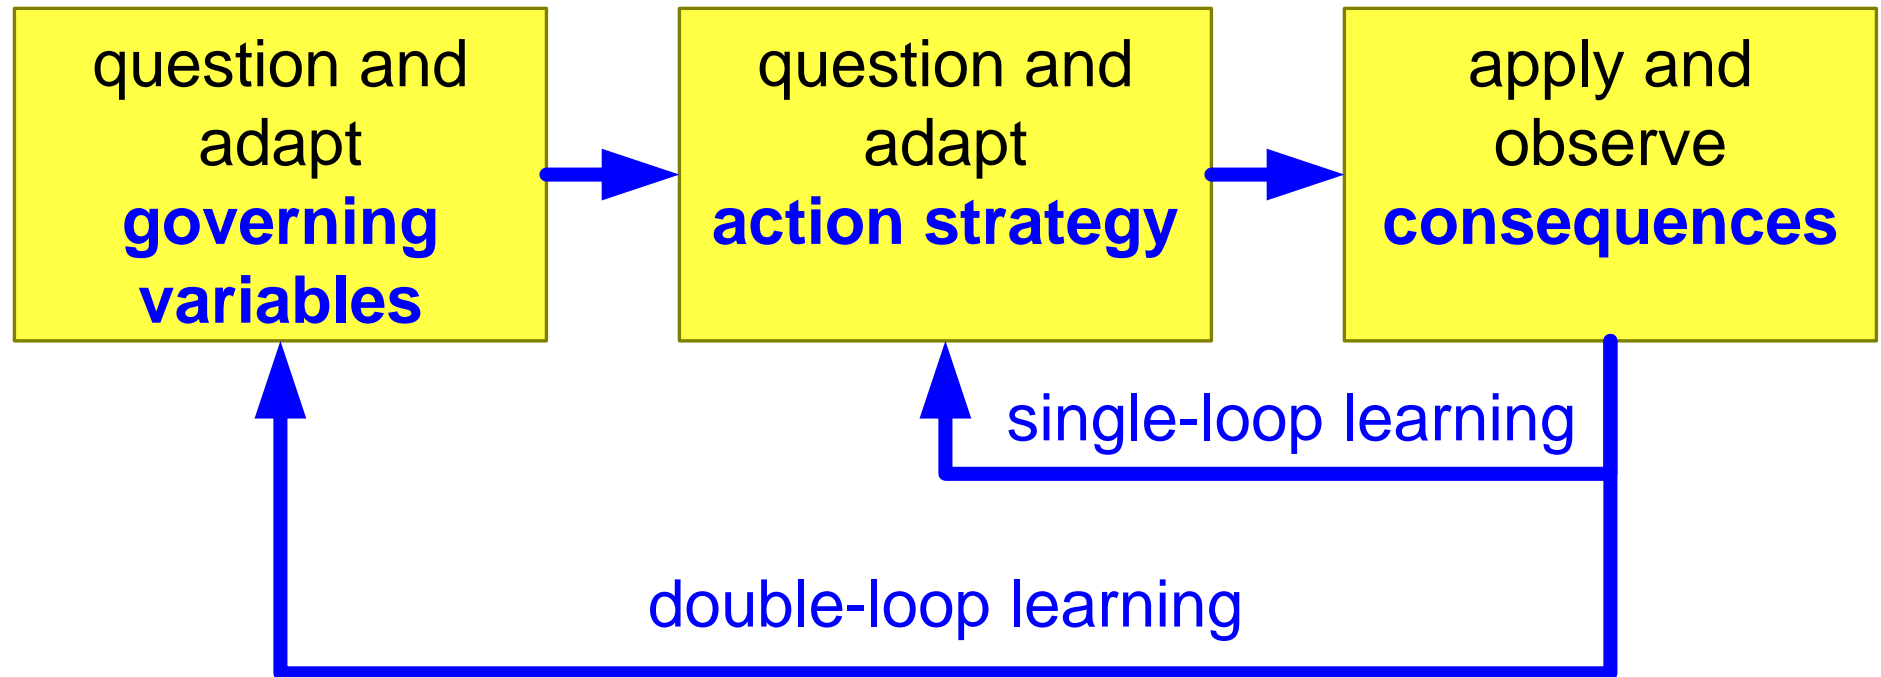 question and
adapt
governing
variables
question and
adapt
action strategy
apply and
observe
consequences
single-loop learning
double-loop learning